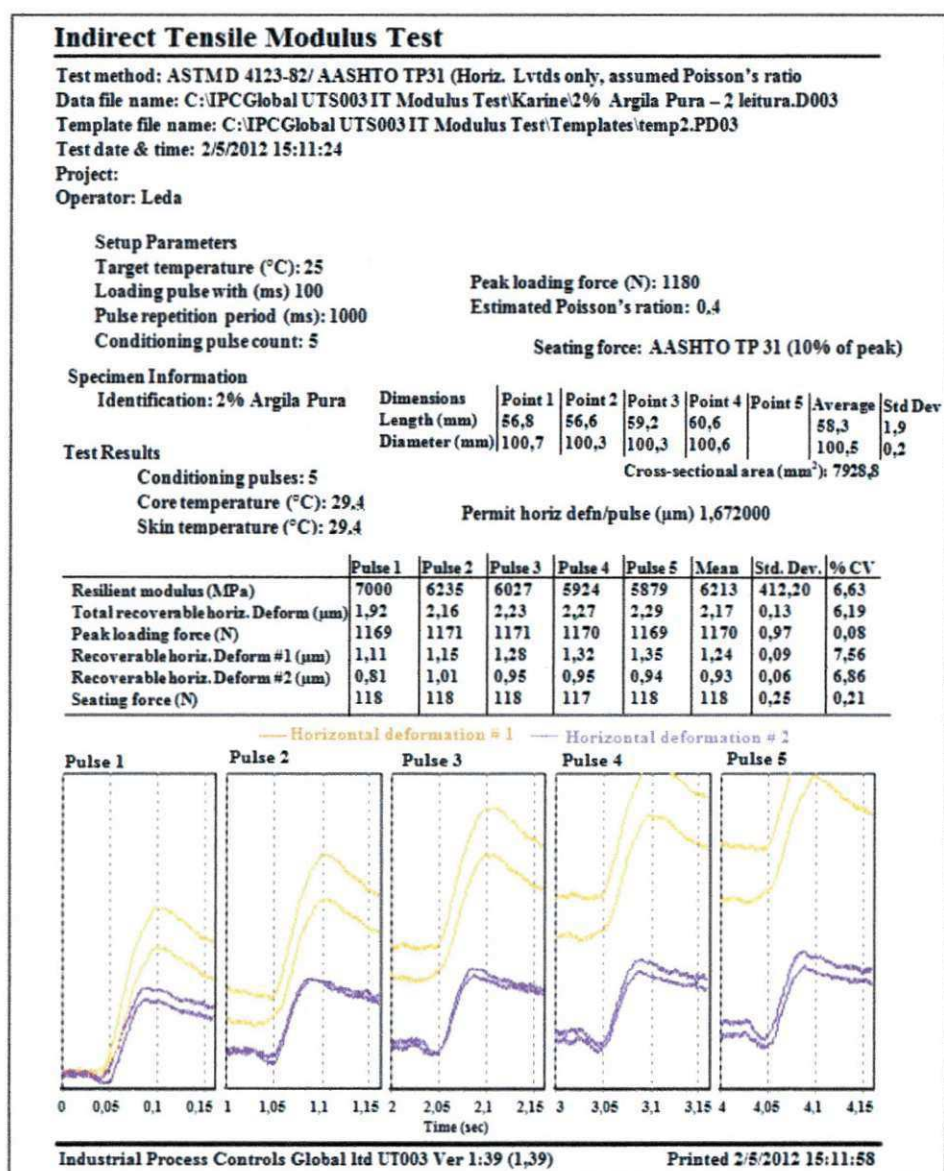 Indirect Tensile Modulus Test
Test method: ASTMD 4123-82/ AASHTO TP31 (Horiz. Lvtds only, assumed Poisson's ratio
Data file name: C:\IPCGlobal UTS003 IT Modulus Test\Karine\2% Argila Pura – 2 leitura.D003
Template file name: C:\IPCGlobal UTS003 IT Modulus Test\Templates\temp2.PD03
Test date & time: 2/5/2012 15:11:24
Project:
Operator: Leda
Setup Parameters
Target temperature (°C): 25
Loading pulse with (ms) 100
Pulse repetition period (ms): 1000
Conditioning pulse count: 5
Peak loading force (N): 1180
Estimated Poisson's ration: 0,4
Seating force: AASHTO TP 31 (10% of peak)
Specimen Information
Identification: 2% Argila Pura
Dimensions Point 1 Point 2 Point 3 Point 4 Point 5 Average Std Dev
Length (mm) 56,8 56,6 59,2 60,6 58,3 1,9
Diameter (mm) 100,7 100,3 100,3 100,6 100,5 0,2
Cross-sectional area (mm²): 7928,8
Test Results
Conditioning pulses: 5
Core temperature (°C): 29,4
Skin temperature (°C): 29,4
Permit horiz defn/pulse (µm) 1,672000
Pulse 1 Pulse 2 Pulse 3 Pulse 4 Pulse 5 Mean Std. Dev. % CV
Resilient modulus (MPa) 7000 6235 6027 5924 5879 6213 412,20 6,63
Total recoverable horiz. Deform (µm) 1,92 2,16 2,23 2,27 2,29 2,17 0,13 6,19
Peak loading force (N) 1169 1171 1171 1170 1169 1170 0,97 0,08
Recoverable horiz. Deform #1 (µm) 1,11 1,15 1,28 1,32 1,35 1,24 0,09 7,56
Recoverable horiz. Deform #2 (µm) 0,81 1,01 0,95 0,95 0,94 0,93 0,06 6,86
Seating force (N) 118 118 118 117 118 118 0,25 0,21
Horizontal deformation # 1 Horizontal deformation # 2
Pulse 1 Pulse 2 Pulse 3 Pulse 4 Pulse 5
0 0,05 0,1 0,15 1 1,05 1,1 1,15 2 2,05 2,1 2,15 3 3,05 3,1 3,15 4 4,05 4,1 4,15
Time (sec)
Industrial Process Controls Global ltd UT003 Ver 1:39 (1,39) Printed 2/5/2012 15:11:58